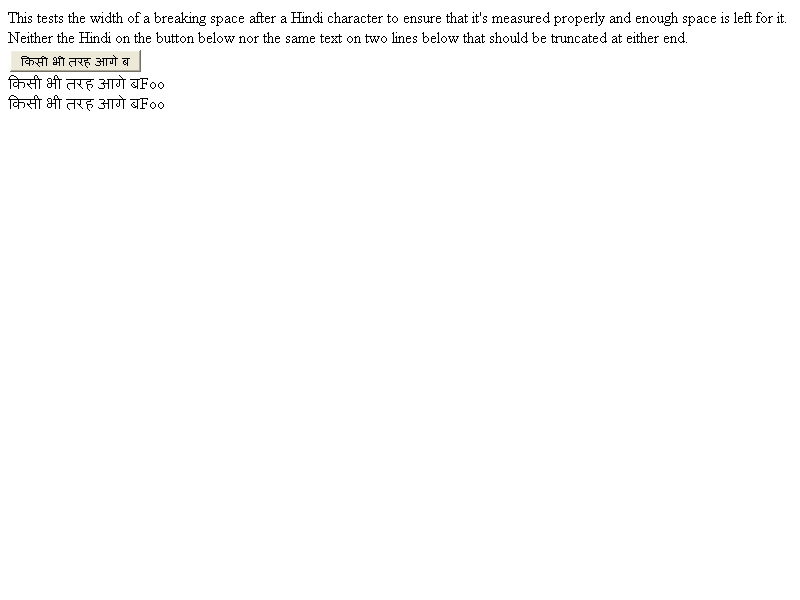 This tests the width of a breaking space after a Hindi character to ensure that it's measured properly and enough space is left for it.
Neither the Hindi on the button below nor the same text on two lines below that should be truncated at either end.
किसी भी तरह आगे ब
किसी भी तरह आगे बFoo
किसी भी तरह आगे बFoo